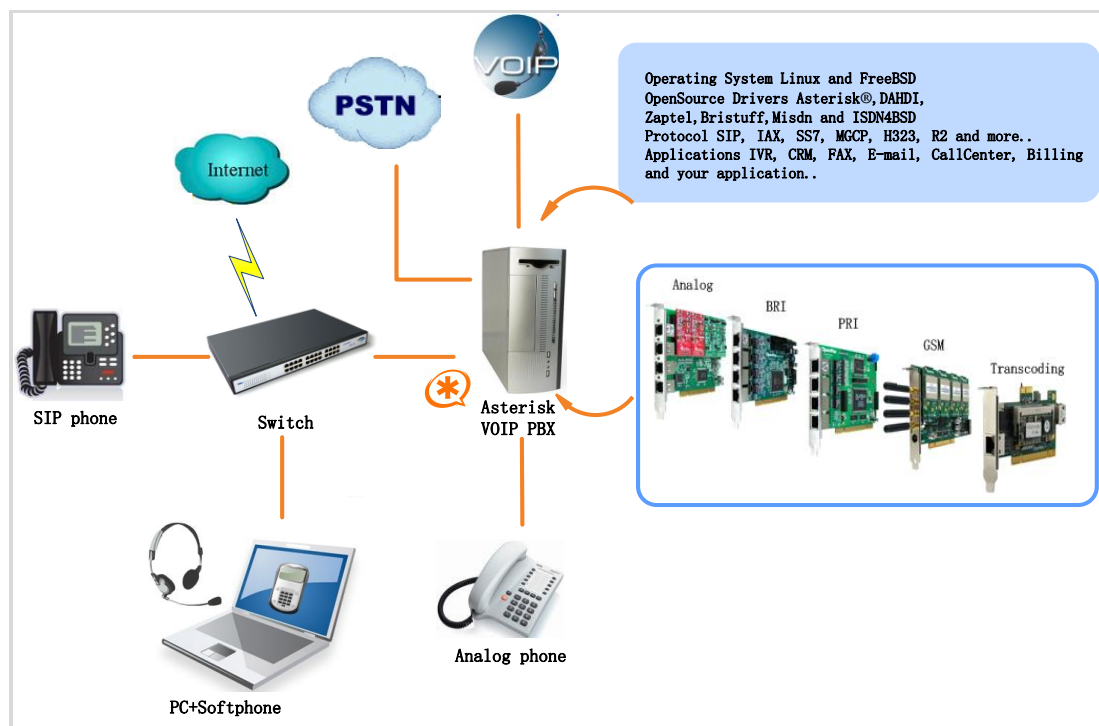 VOIP
PSTN
Internet
Operating System Linux and FreeBSD
OpenSource Drivers Asterisk®,DAHDI,
Zaptel,Bristuff,Misdn and ISDN4BSD
Protocol SIP, IAX, SS7, MGCP, H323, R2 and more..
Applications IVR, CRM, FAX, E-mail, CallCenter, Billing
and your application..
Analog
BRI
PRI
GSM
Transcoding
SIP phone
Switch
Asterisk
VOIP PBX
Analog phone
PC+Softphone